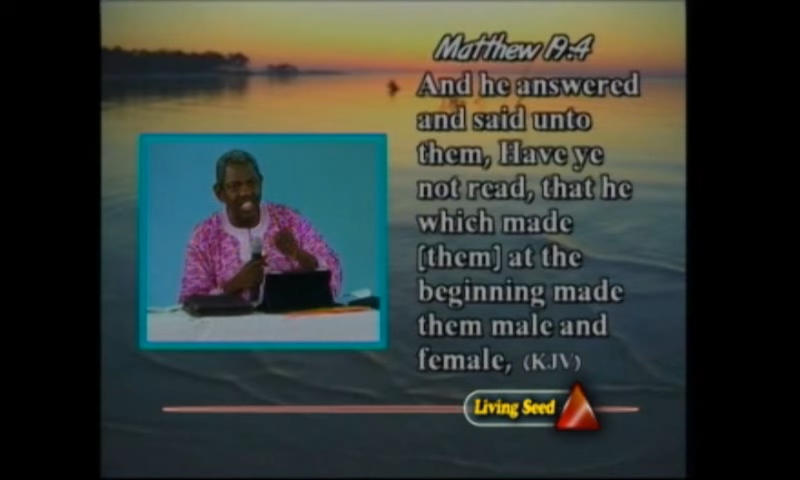 Matthew 19:4
And he answered
and said unto
them, Have ye
not read, that he
which made
[them] at the
beginning made
them male and
female, (KJV)
Living Seed